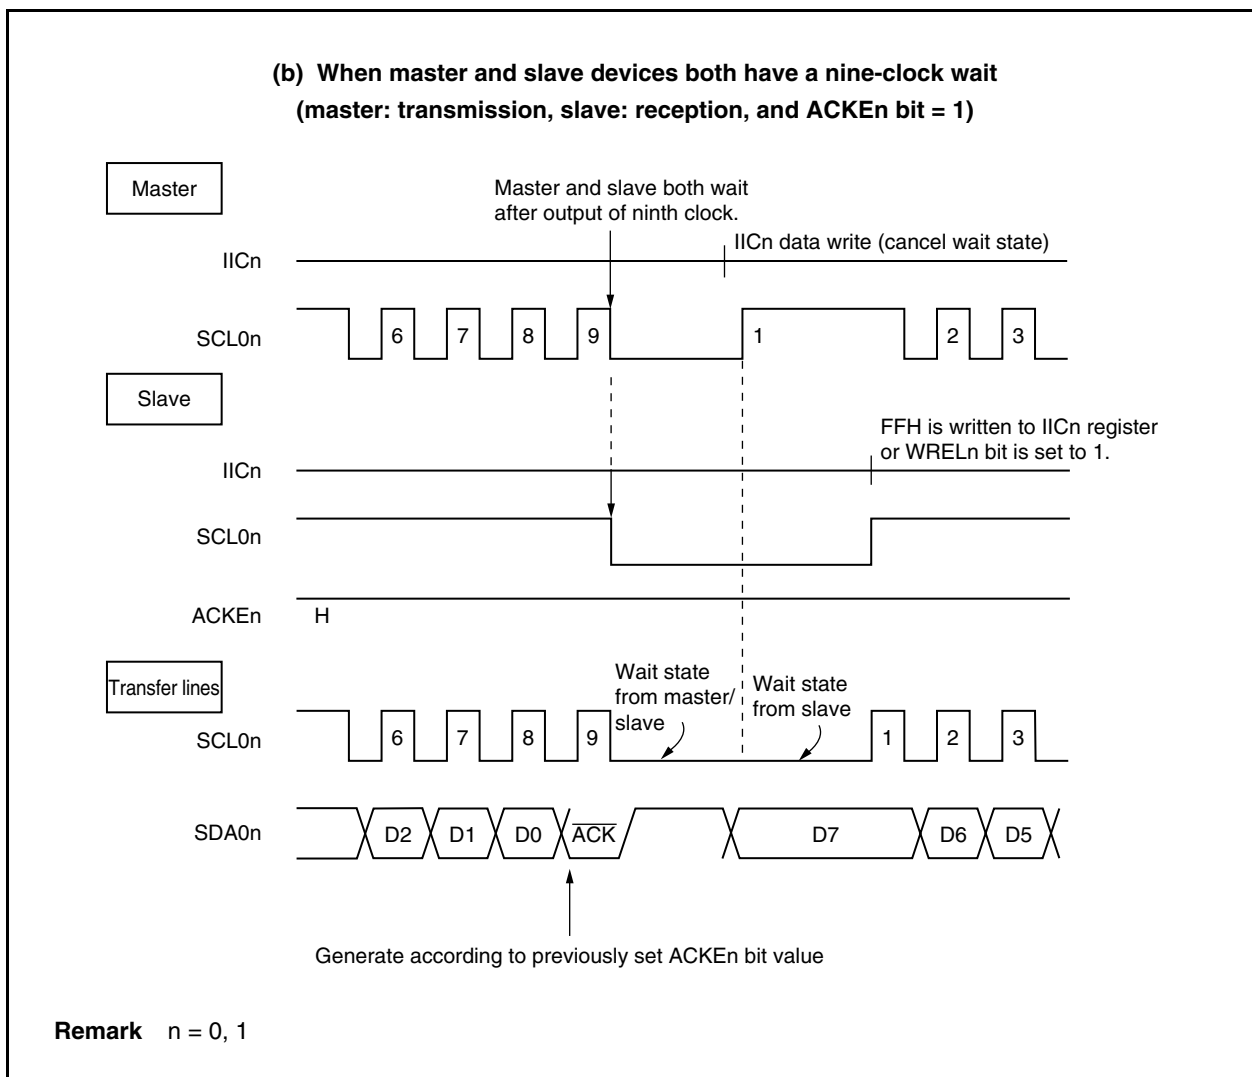 (b) When master and slave devices both have a nine-clock wait
(master: transmission, slave: reception, and ACKEn bit = 1)
Master
Master and slave both wait
after output of ninth clock.
IICn data write (cancel wait state)
IICn
SCL0n
6 7 8 9 1 2 3
Slave
FFH is written to IICn register
or WRELn bit is set to 1.
IICn
SCL0n
ACKEn H
Transfer lines
Wait state
from master/
slave
Wait state
from slave
SCL0n
6 7 8 9 1 2 3
SDA0n
D2 D1 D0 ACK D7 D6 D5
Generate according to previously set ACKEn bit value
Remark n = 0, 1